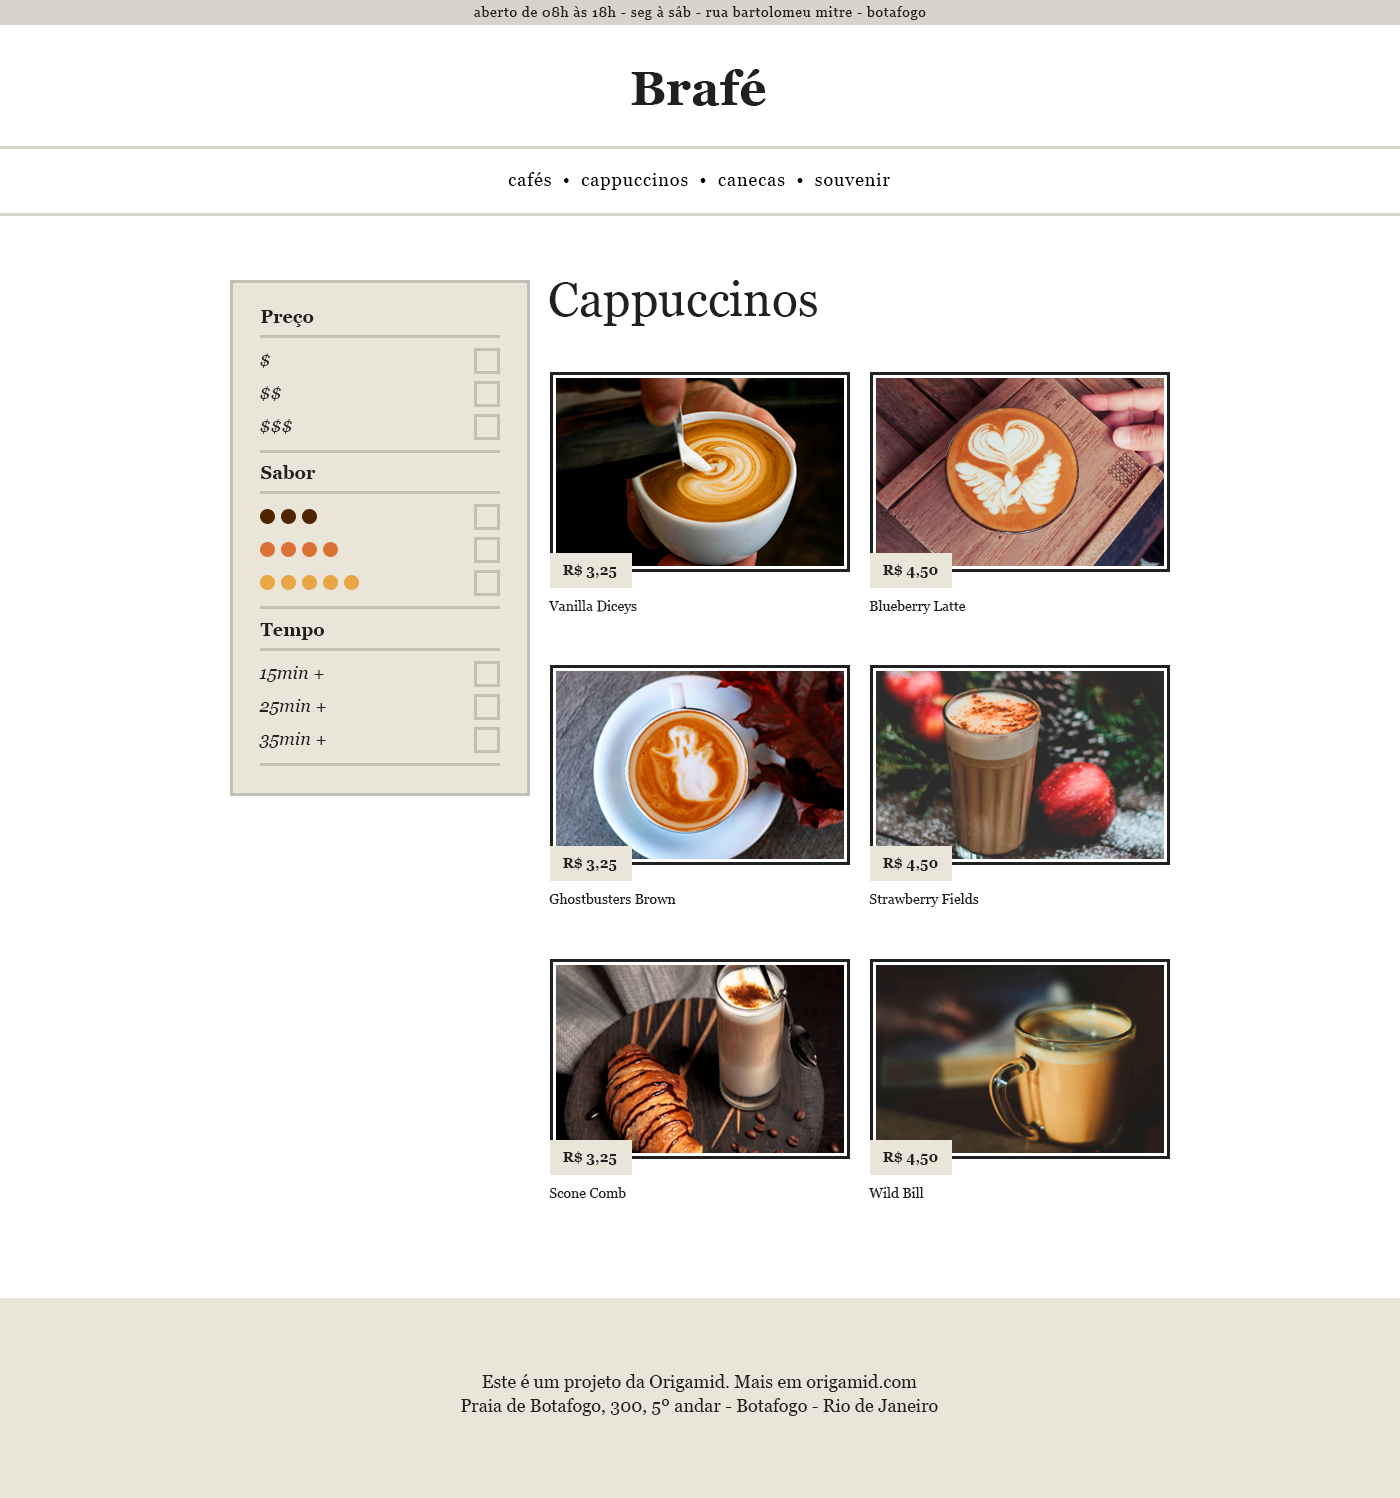 aberto de 08h às 18h - seg à sáb - rua bartolomeu mitre - botafogo
Brafé
cafés • cappuccinos • canecas • souvenir
Preço
$
$$
$$$
Sabor
Tempo
15min +
25min +
35min +
Cappuccinos
R$ 3,25
Vanilla Diceys
R$ 4,50
Blueberry Latte
R$ 3,25
Ghostbusters Brown
R$ 4,50
Strawberry Fields
R$ 3,25
Scone Comb
R$ 4,50
Wild Bill
Este é um projeto da Origamid. Mais em origamid.com
Praia de Botafogo, 300, 5º andar - Botafogo - Rio de Janeiro